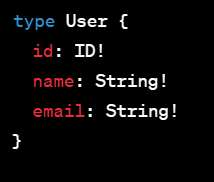 type User {
  id: ID!
  name: String!
  email: String!
}